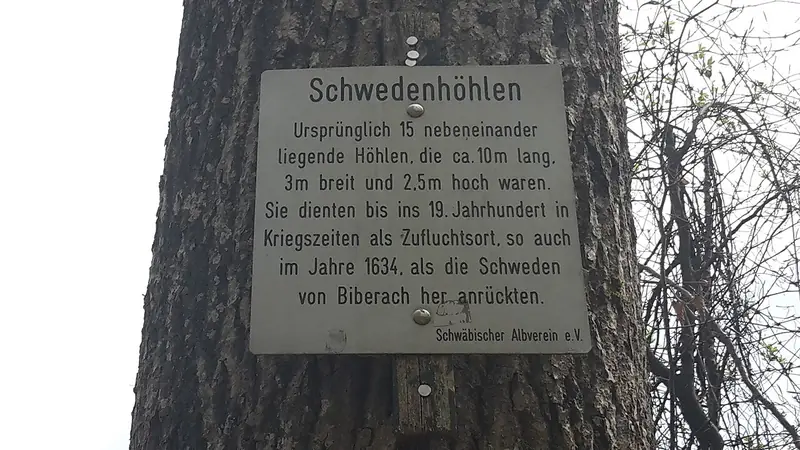 Schwedenhöhlen
Ursprünglich 15 nebeneinander
liegende Höhlen, die ca. 10m lang,
3m breit und 2,5m hoch waren.
Sie dienten bis ins 19. Jahrhundert in
Kriegszeiten als Zufluchtsort, so auch
im Jahre 1634, als die Schweden
von Biberach her anrückten.
Schwäbischer Albverein e.V.